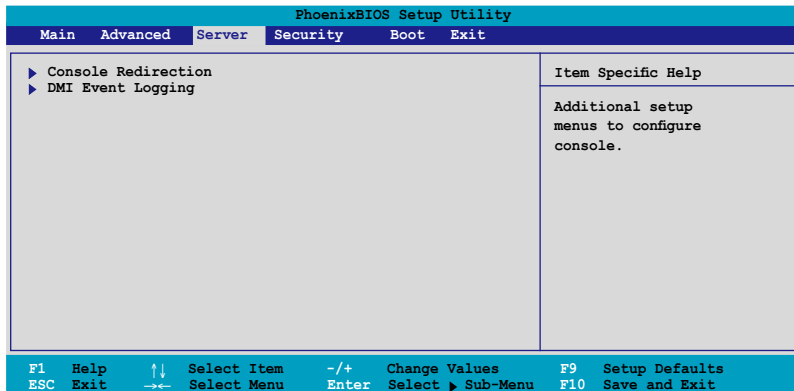 PhoenixBIOS Setup Utility
Main Advanced Server Security Boot Exit
Console Redirection
DMI Event Logging
Item Specific Help
Additional setup
menus to configure
console.
F1 Help ↑↓ Select Item -/+ Change Values F9 Setup Defaults
ESC Exit →← Select Menu Enter Select ▶ Sub-Menu F10 Save and Exit